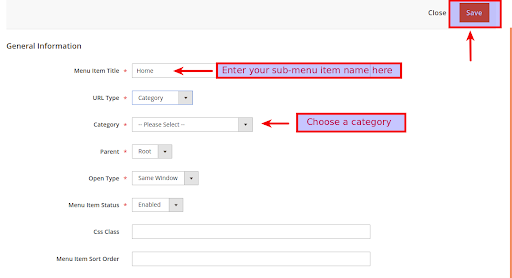 Close Save
General Information
Menu Item Title * Home Enter your sub-menu item name here
URL Type * Category
Category * -- Please Select -- Choose a category
Parent * Root
Open Type * Same Window
Menu Item Status * Enabled
Css Class
Menu Item Sort Order